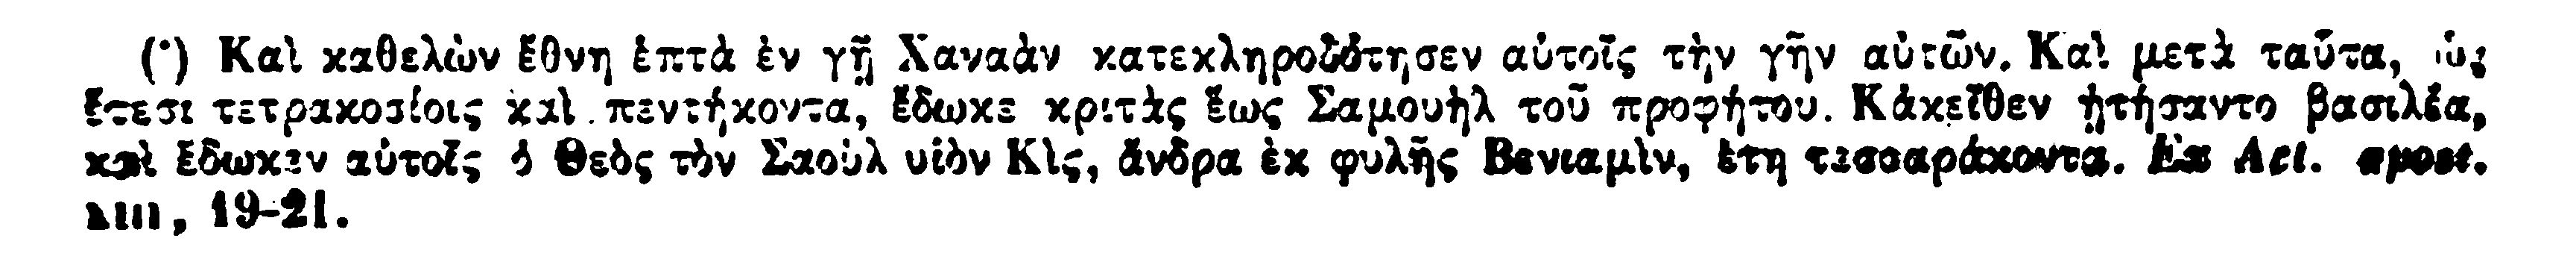 (*) Καὶ καθελὼν ἔθνη ἑπτὰ ἐν γῇ Χαναὰν κατεκληροδότησεν αὐτοῖς τὴν γῆν αὐτῶν. Καὶ μετὰ ταῦτα, ὡς
ἔτεσι τετρακοσίοις καὶ πεντήκοντα, ἔδωκε κριτὰς ἕως Σαμουὴλ τοῦ προφήτου. Κἀκεῖθεν ᾐτήσαντο βασιλέα,
καὶ ἔδωκεν αὐτοῖς ὁ Θεὸς τὸν Σαοὺλ υἱὸν Κὶς, ἄνδρα ἐκ φυλῆς Βενιαμὶν, ἔτη τεσσαράκοντα. Ex Act. apost.
XIII, 19-21.